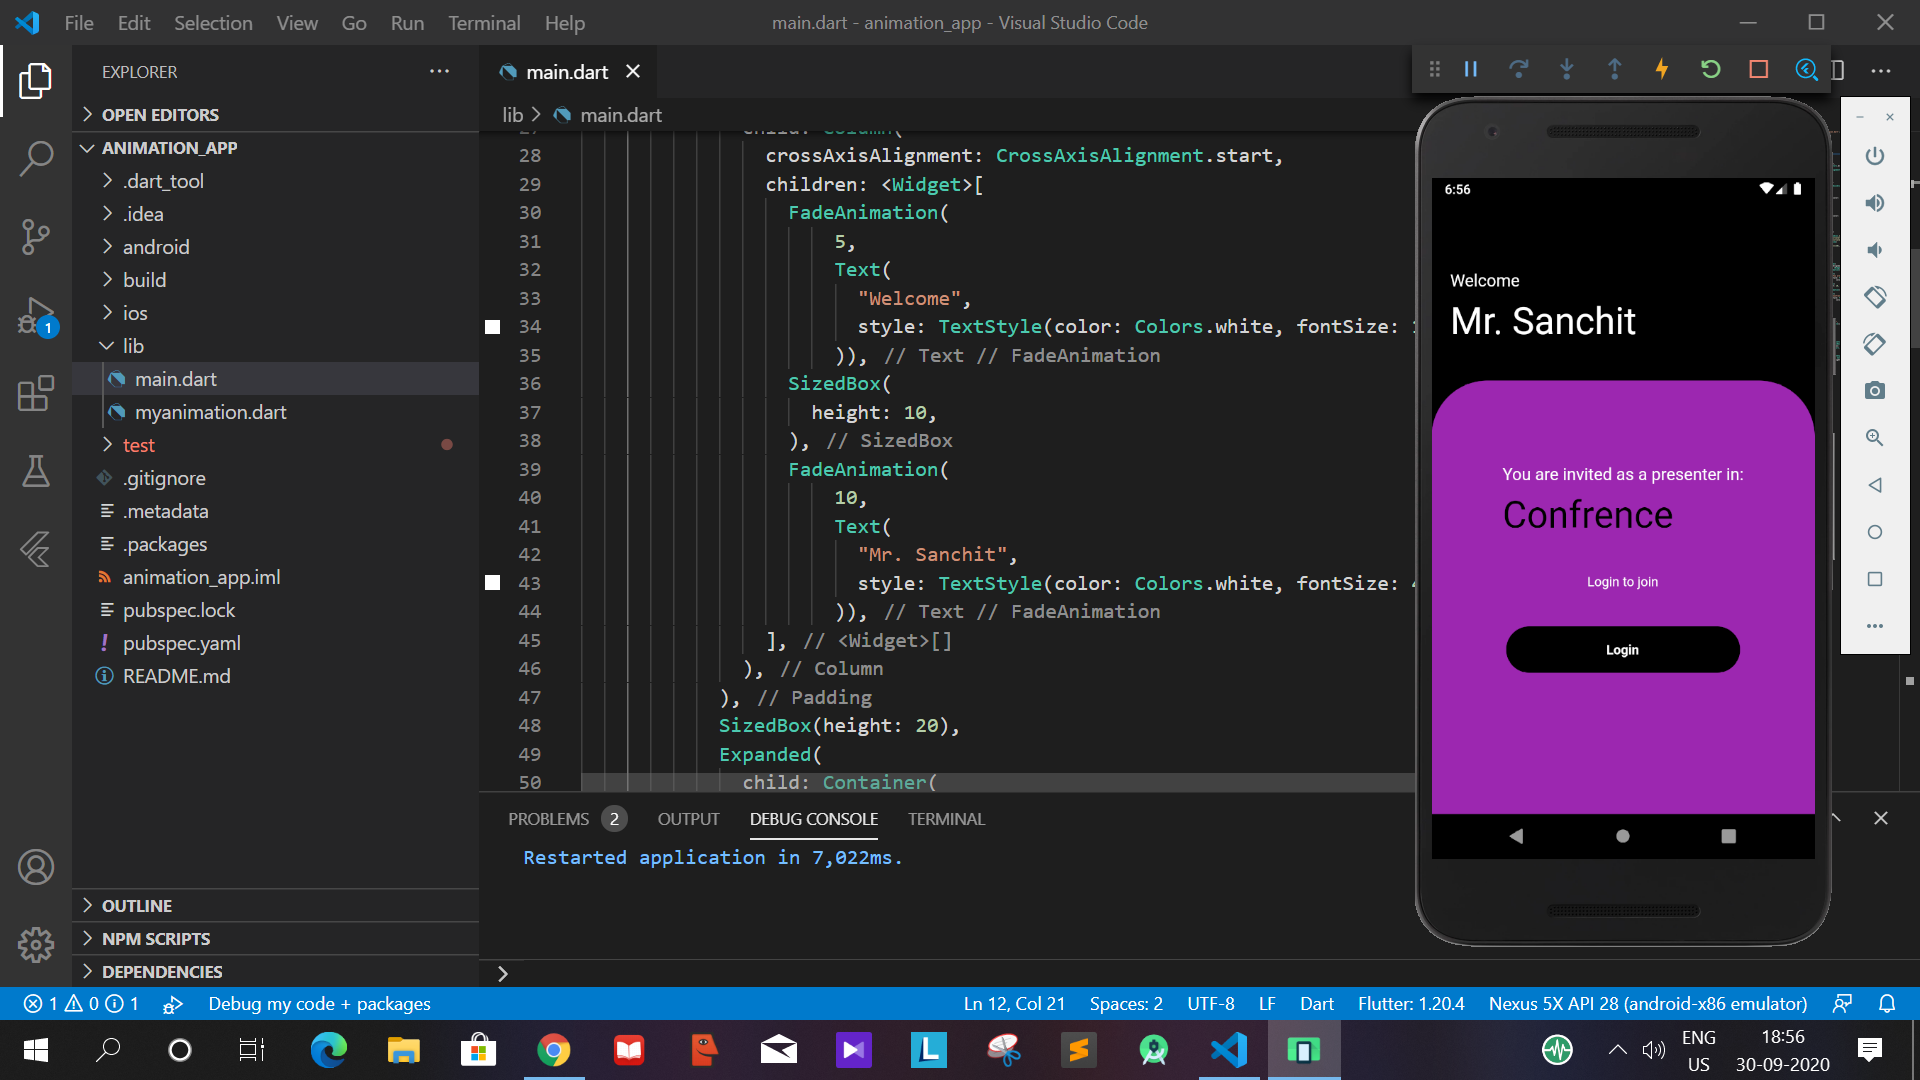 File Edit Selection View Go Run Terminal Help
main.dart - animation_app - Visual Studio Code
EXPLORER
OPEN EDITORS
ANIMATION_APP
.dart_tool
.idea
android
build
ios
lib
main.dart
myanimation.dart
test
.gitignore
.metadata
.packages
animation_app.iml
pubspec.lock
pubspec.yaml
README.md
OUTLINE
NPM SCRIPTS
DEPENDENCIES
1
main.dart
lib > main.dart
27 child: Column(
28 crossAxisAlignment: CrossAxisAlignment.start,
29 children: <Widget>[
30 FadeAnimation(
31 5,
32 Text(
33 "Welcome",
34 style: TextStyle(color: Colors.white, fontSize:
35 )), // Text // FadeAnimation
36 SizedBox(
37 height: 10,
38 ), // SizedBox
39 FadeAnimation(
40 10,
41 Text(
42 "Mr. Sanchit",
43 style: TextStyle(color: Colors.white, fontSize:
44 )), // Text // FadeAnimation
45 ], // <Widget>[]
46 ), // Column
47 ), // Padding
48 SizedBox(height: 20),
49 Expanded(
50 child: Container(
PROBLEMS 2 OUTPUT DEBUG CONSOLE TERMINAL
Restarted application in 7,022ms.
6:56
Welcome
Mr. Sanchit
You are invited as a presenter in:
Confrence
Login to join
Login
1 0 1 Debug my code + packages
Ln 12, Col 21 Spaces: 2 UTF-8 LF Dart Flutter: 1.20.4 Nexus 5X API 28 (android-x86 emulator)
L
ENG
US
18:56
30-09-2020